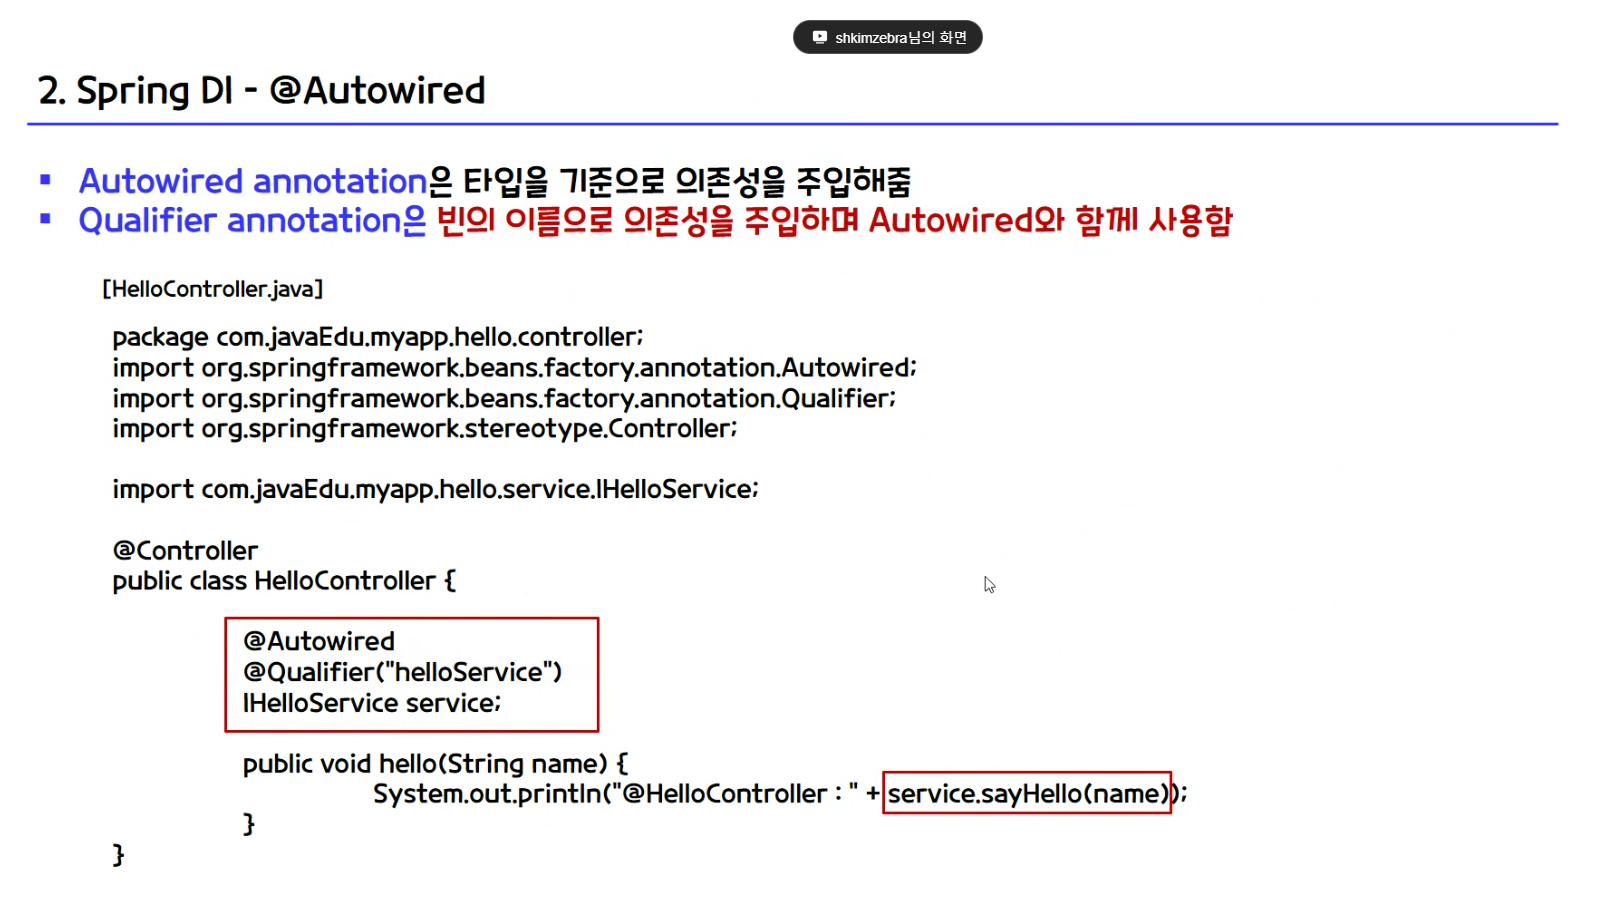 shkimzebra님의 화면
2. Spring DI - @Autowired
▪ Autowired annotation은 타입을 기준으로 의존성을 주입해줌
▪ Qualifier annotation은 빈의 이름으로 의존성을 주입하며 Autowired와 함께 사용함
[HelloController.java]
package com.javaEdu.myapp.hello.controller;
import org.springframework.beans.factory.annotation.Autowired;
import org.springframework.beans.factory.annotation.Qualifier;
import org.springframework.stereotype.Controller;
import com.javaEdu.myapp.hello.service.IHelloService;
@Controller
public class HelloController {
@Autowired
@Qualifier("helloService")
IHelloService service;
public void hello(String name) {
System.out.println("@HelloController : " + service.sayHello(name));
}
}